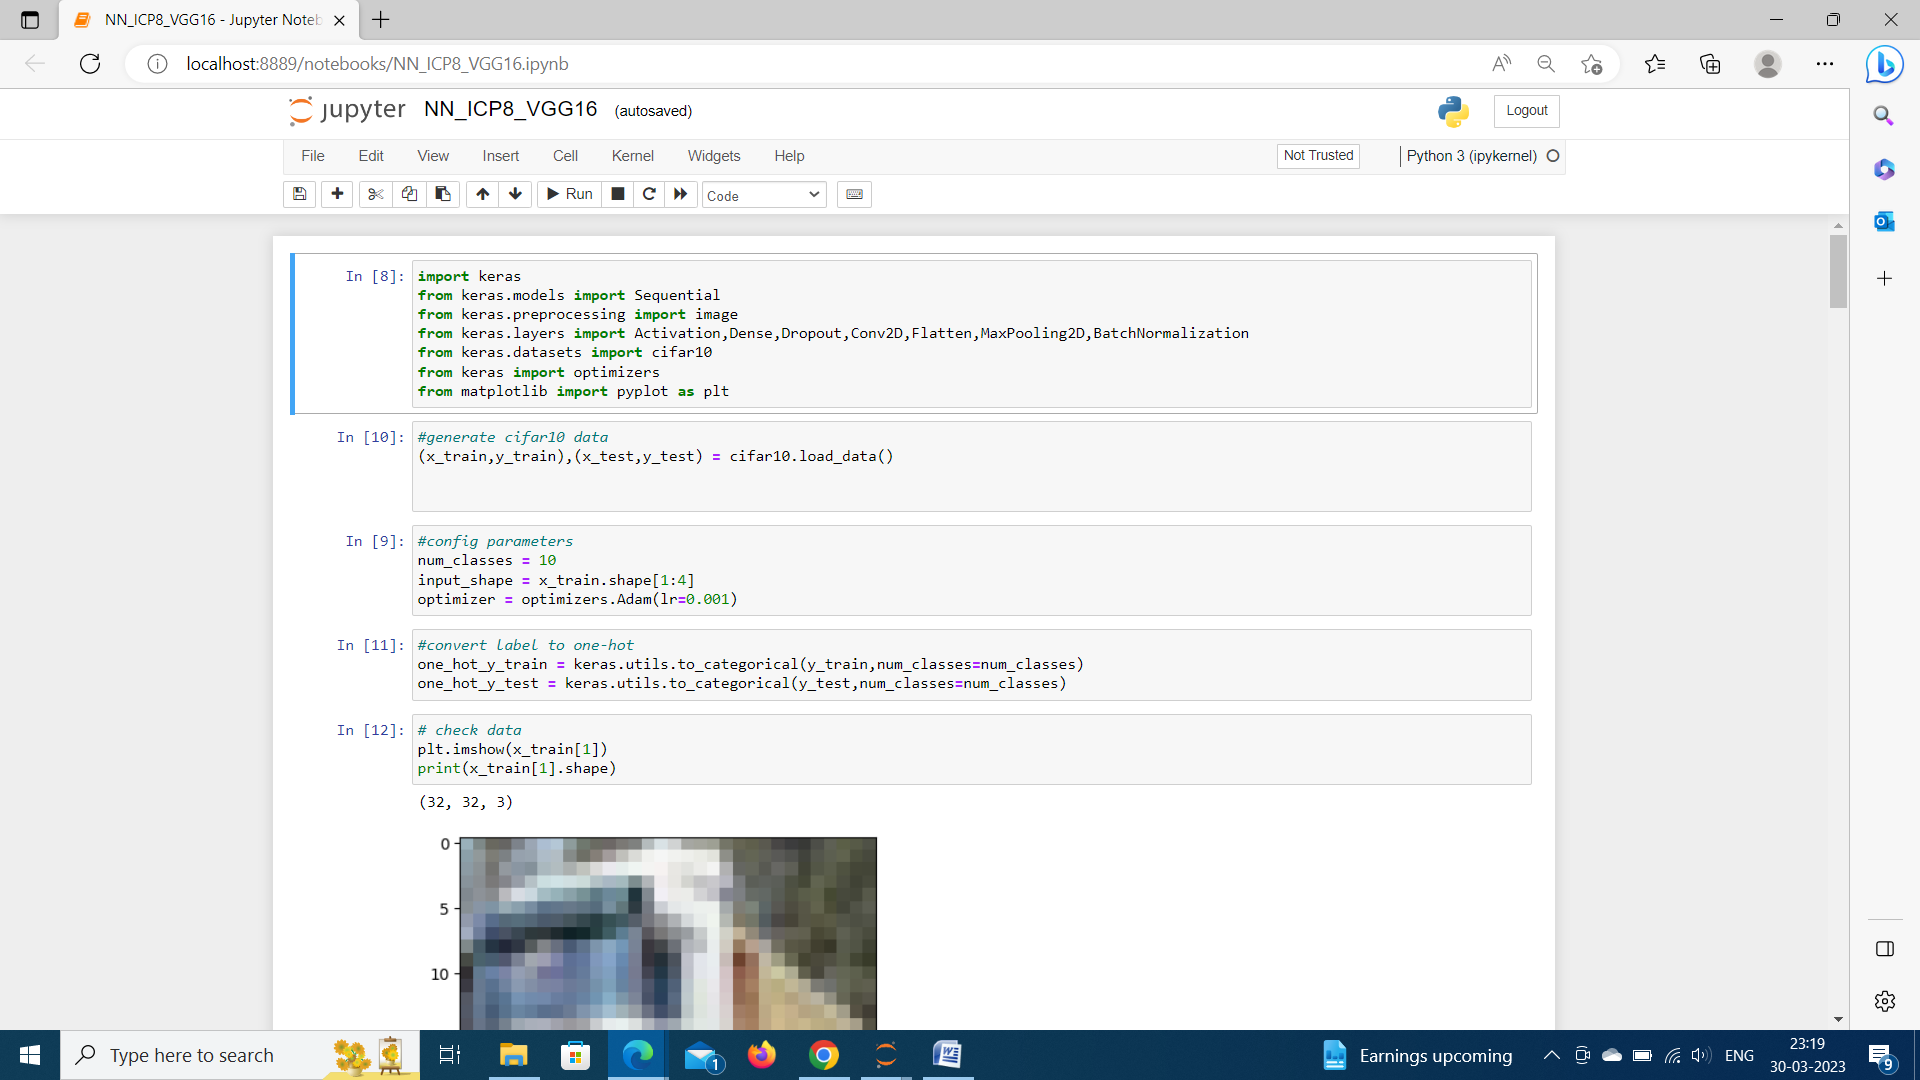 NN_ICP8_VGG16 - Jupyter Noteb
localhost:8889/notebooks/NN_ICP8_VGG16.ipynb
jupyter NN_ICP8_VGG16 (autosaved)
Logout
File Edit View Insert Cell Kernel Widgets Help
Not Trusted
Python 3 (ipykernel)
Run
Code
In [8]:
import keras
from keras.models import Sequential
from keras.preprocessing import image
from keras.layers import Activation,Dense,Dropout,Conv2D,Flatten,MaxPooling2D,BatchNormalization
from keras.datasets import cifar10
from keras import optimizers
from matplotlib import pyplot as plt
In [10]:
#generate cifar10 data
(x_train,y_train),(x_test,y_test) = cifar10.load_data()
In [9]:
#config parameters
num_classes = 10
input_shape = x_train.shape[1:4]
optimizer = optimizers.Adam(lr=0.001)
In [11]:
#convert label to one-hot
one_hot_y_train = keras.utils.to_categorical(y_train,num_classes=num_classes)
one_hot_y_test = keras.utils.to_categorical(y_test,num_classes=num_classes)
In [12]:
# check data
plt.imshow(x_train[1])
print(x_train[1].shape)
(32, 32, 3)
0
5
10
Type here to search
1
Earnings upcoming
ENG
23:19
30-03-2023
9